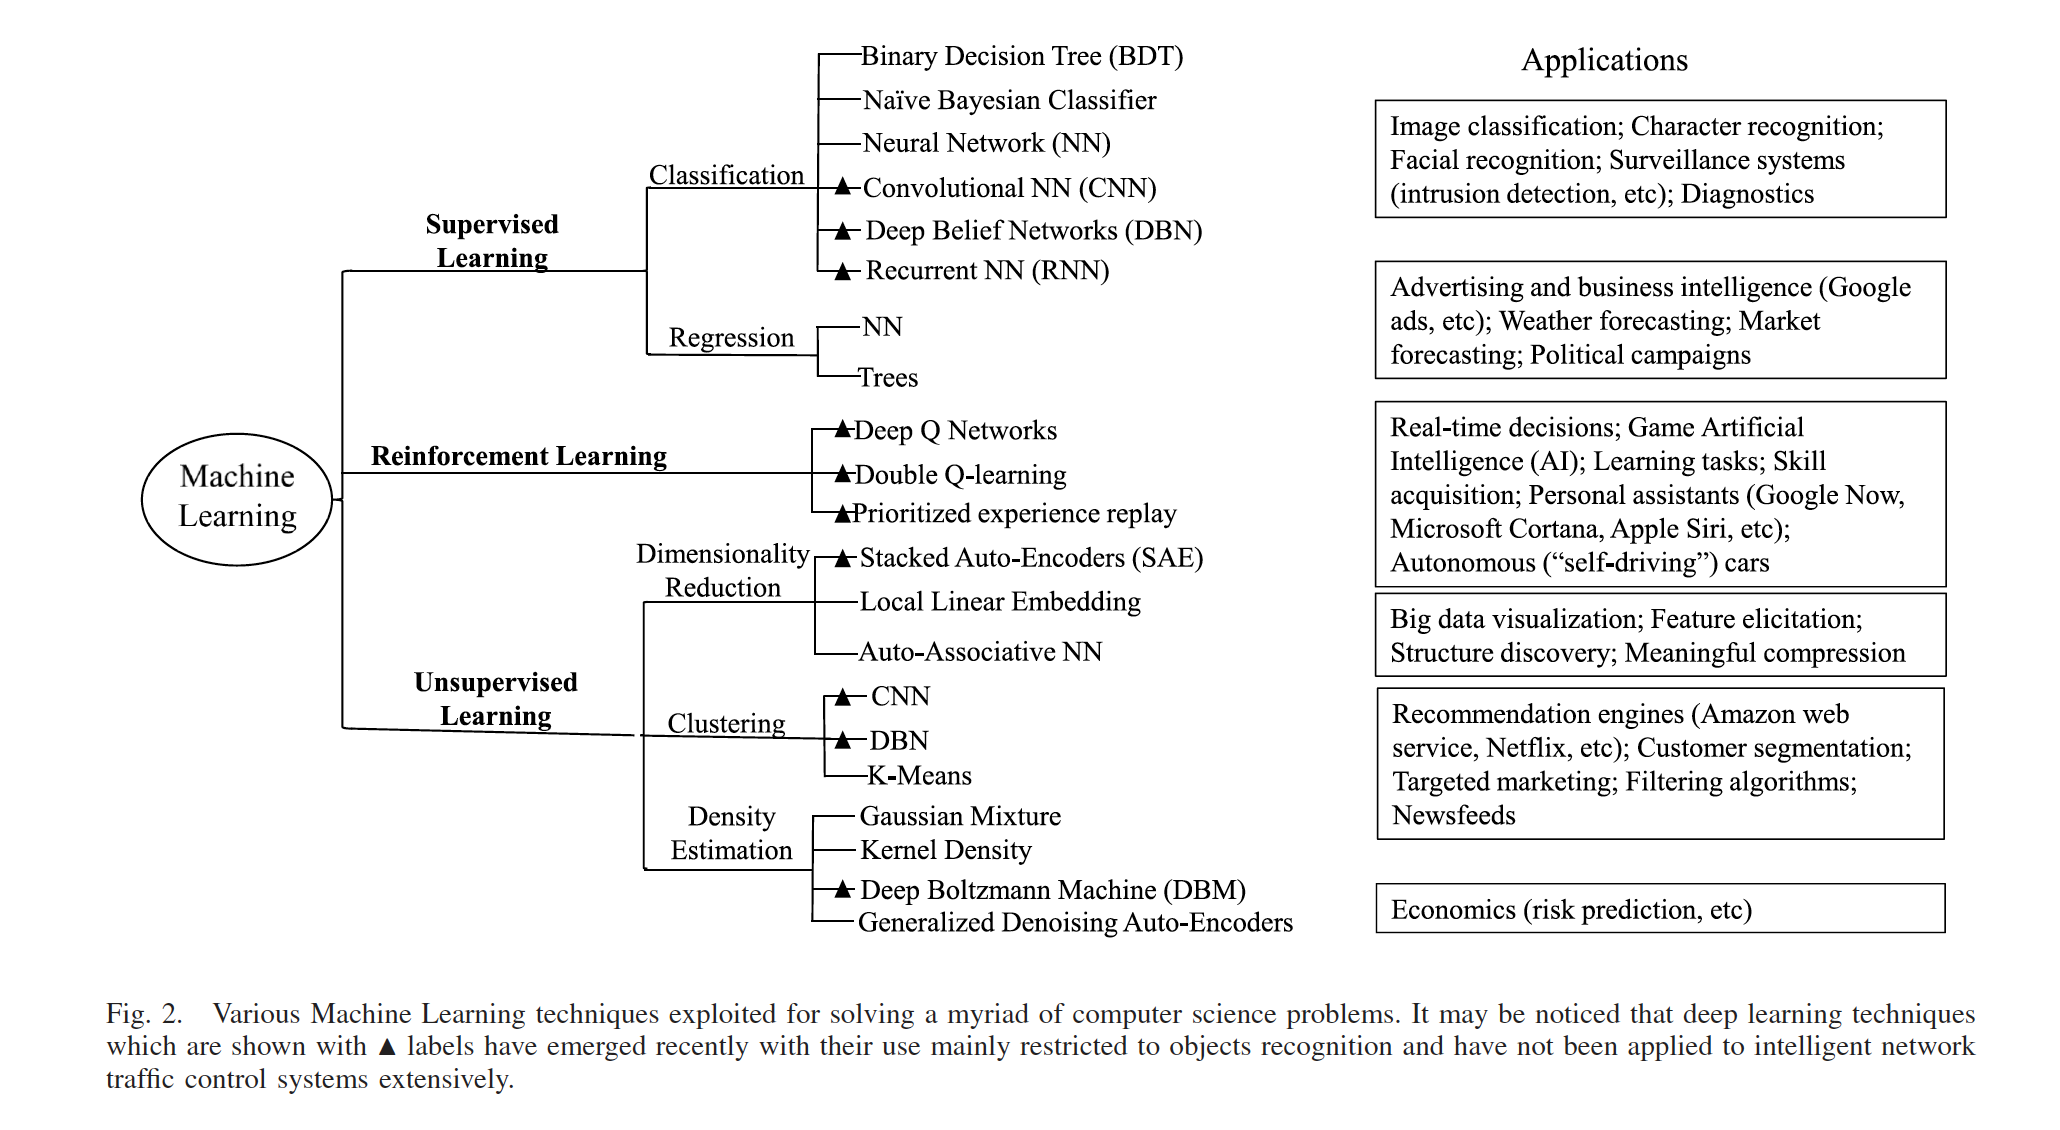 Machine
Learning
Supervised
Learning
Classification
Binary Decision Tree (BDT)
Naïve Bayesian Classifier
Neural Network (NN)
▲ Convolutional NN (CNN)
▲ Deep Belief Networks (DBN)
▲ Recurrent NN (RNN)
Regression
NN
Trees
Reinforcement Learning
▲Deep Q Networks
▲Double Q-learning
▲Prioritized experience replay
Unsupervised
Learning
Dimensionality
Reduction
▲ Stacked Auto-Encoders (SAE)
Local Linear Embedding
Auto-Associative NN
Clustering
▲ CNN
▲ DBN
K-Means
Density
Estimation
Gaussian Mixture
Kernel Density
▲ Deep Boltzmann Machine (DBM)
Generalized Denoising Auto-Encoders
Applications
Image classification; Character recognition;
Facial recognition; Surveillance systems
(intrusion detection, etc); Diagnostics
Advertising and business intelligence (Google
ads, etc); Weather forecasting; Market
forecasting; Political campaigns
Real-time decisions; Game Artificial
Intelligence (AI); Learning tasks; Skill
acquisition; Personal assistants (Google Now,
Microsoft Cortana, Apple Siri, etc);
Autonomous (“self-driving”) cars
Big data visualization; Feature elicitation;
Structure discovery; Meaningful compression
Recommendation engines (Amazon web
service, Netflix, etc); Customer segmentation;
Targeted marketing; Filtering algorithms;
Newsfeeds
Economics (risk prediction, etc)
Fig. 2. Various Machine Learning techniques exploited for solving a myriad of computer science problems. It may be noticed that deep learning techniques
which are shown with ▲ labels have emerged recently with their use mainly restricted to objects recognition and have not been applied to intelligent network
traffic control systems extensively.